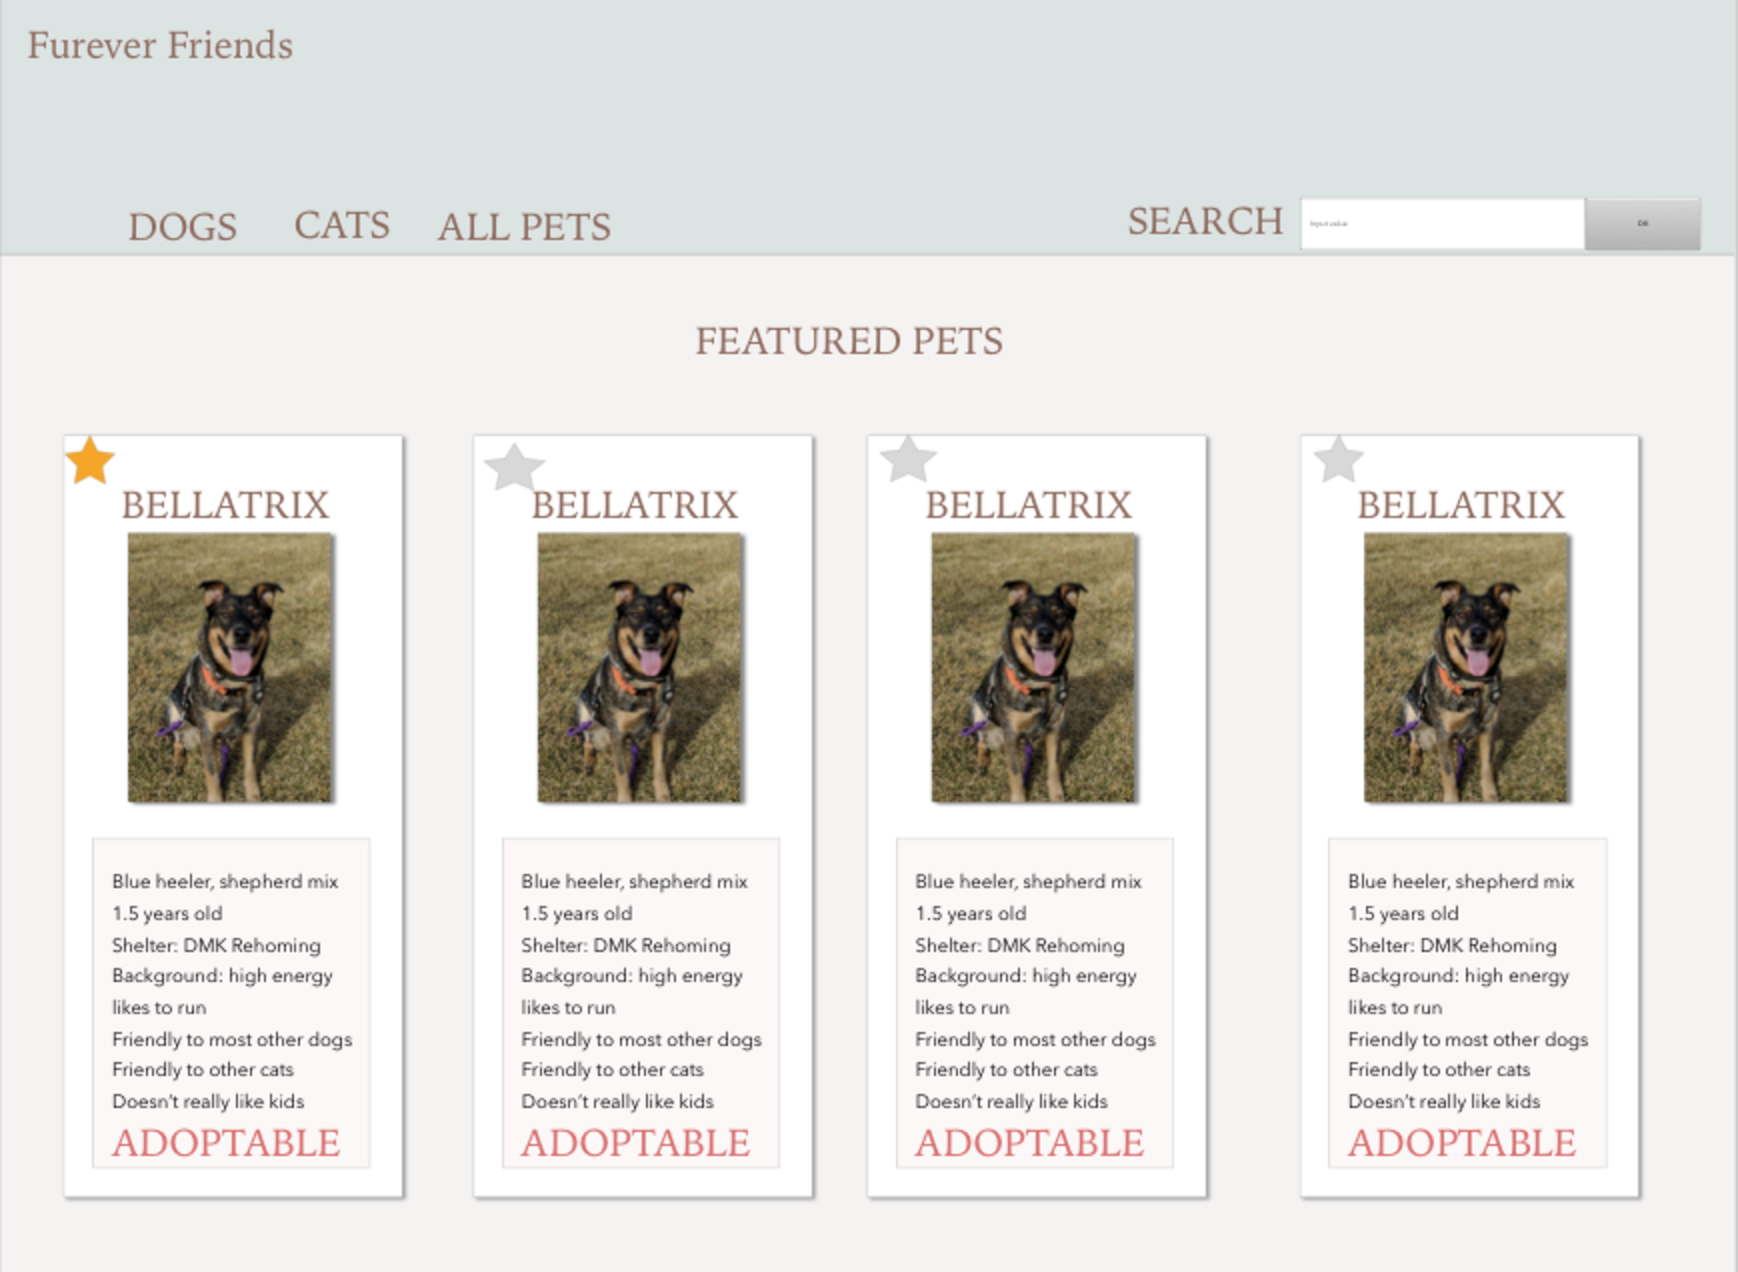 Furever Friends
DOGS CATS ALL PETS SEARCH Input value OK
FEATURED PETS
BELLATRIX
Blue heeler, shepherd mix
1.5 years old
Shelter: DMK Rehoming
Background: high energy
likes to run
Friendly to most other dogs
Friendly to other cats
Doesn't really like kids
ADOPTABLE
BELLATRIX
Blue heeler, shepherd mix
1.5 years old
Shelter: DMK Rehoming
Background: high energy
likes to run
Friendly to most other dogs
Friendly to other cats
Doesn't really like kids
ADOPTABLE
BELLATRIX
Blue heeler, shepherd mix
1.5 years old
Shelter: DMK Rehoming
Background: high energy
likes to run
Friendly to most other dogs
Friendly to other cats
Doesn't really like kids
ADOPTABLE
BELLATRIX
Blue heeler, shepherd mix
1.5 years old
Shelter: DMK Rehoming
Background: high energy
likes to run
Friendly to most other dogs
Friendly to other cats
Doesn't really like kids
ADOPTABLE